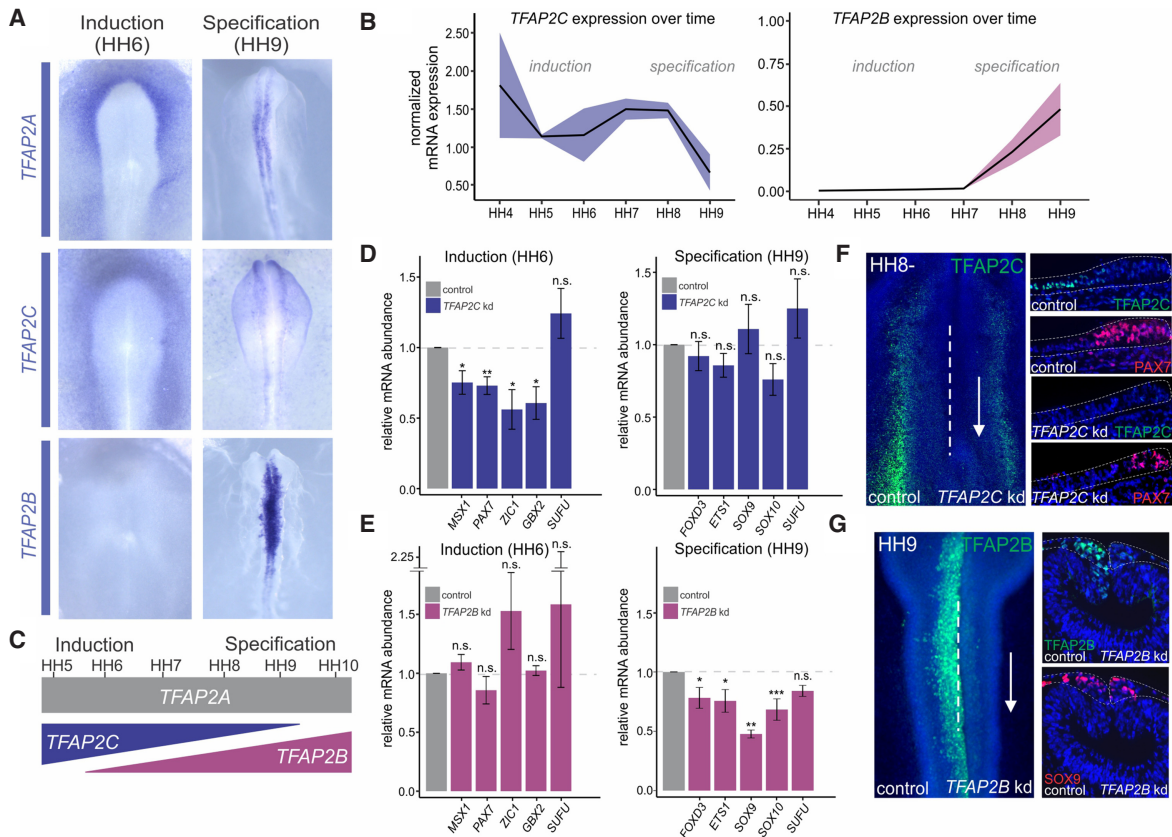 A
Induction
(HH6)
Specification
(HH9)
TFAP2A
TFAP2C
TFAP2B
B
TFAP2C expression over time
normalized
mRNA expression
2.50
2.00
1.50
1.00
0.50
induction
specification
HH4 HH5 HH6 HH7 HH8 HH9
TFAP2B expression over time
1.00
0.75
0.50
0.25
0.00
induction
specification
HH4 HH5 HH6 HH7 HH8 HH9
C
Induction
Specification
HH5 HH6 HH7 HH8 HH9 HH10
TFAP2A
TFAP2C
TFAP2B
D
Induction (HH6)
relative mRNA abundance
1.5
1.0
0.5
0.0
control
TFAP2C kd
* ** * * n.s.
MSX1 PAX7 ZIC1 GBX2 SUFU
Specification (HH9)
relative mRNA abundance
1.5
1.0
0.5
0.0
control
TFAP2C kd
n.s. n.s. n.s. n.s. n.s.
FOXD3 ETS1 SOX9 SOX10 SUFU
E
Induction (HH6)
relative mRNA abundance
2.25
1.5
1.0
0.5
0.0
control
TFAP2B kd
n.s. n.s. n.s. n.s. n.s.
MSX1 PAX7 ZIC1 GBX2 SUFU
Specification (HH9)
relative mRNA abundance
1.5
1.0
0.5
0.0
control
TFAP2B kd
* * ** *** n.s.
FOXD3 ETS1 SOX9 SOX10 SUFU
F
HH8- TFAP2C
control TFAP2C kd
control TFAP2C
control PAX7
TFAP2C kd TFAP2C
TFAP2C kd PAX7
G
HH9 TFAP2B
control TFAP2B kd
TFAP2B
control TFAP2B kd
SOX9
control TFAP2B kd